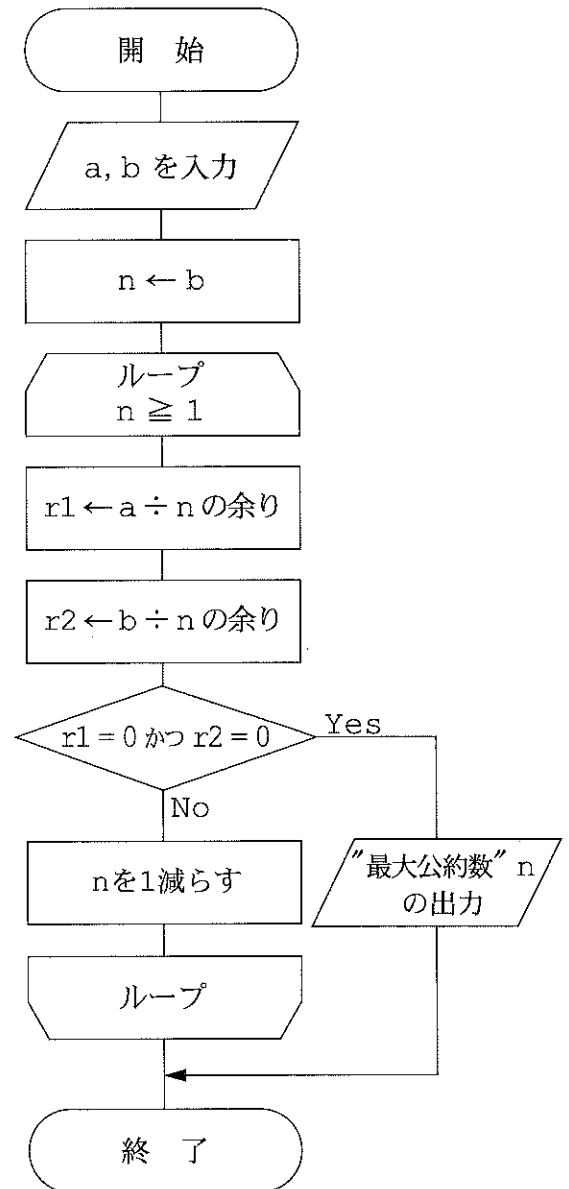 開 始
a, b を入力
n ← b
ループ
n ≧ 1
r1 ← a ÷ n の余り
r2 ← b ÷ n の余り
r1 = 0 かつ r2 = 0
Yes
No
nを1減らす
"最大公約数" n
の出力
ループ
終 了